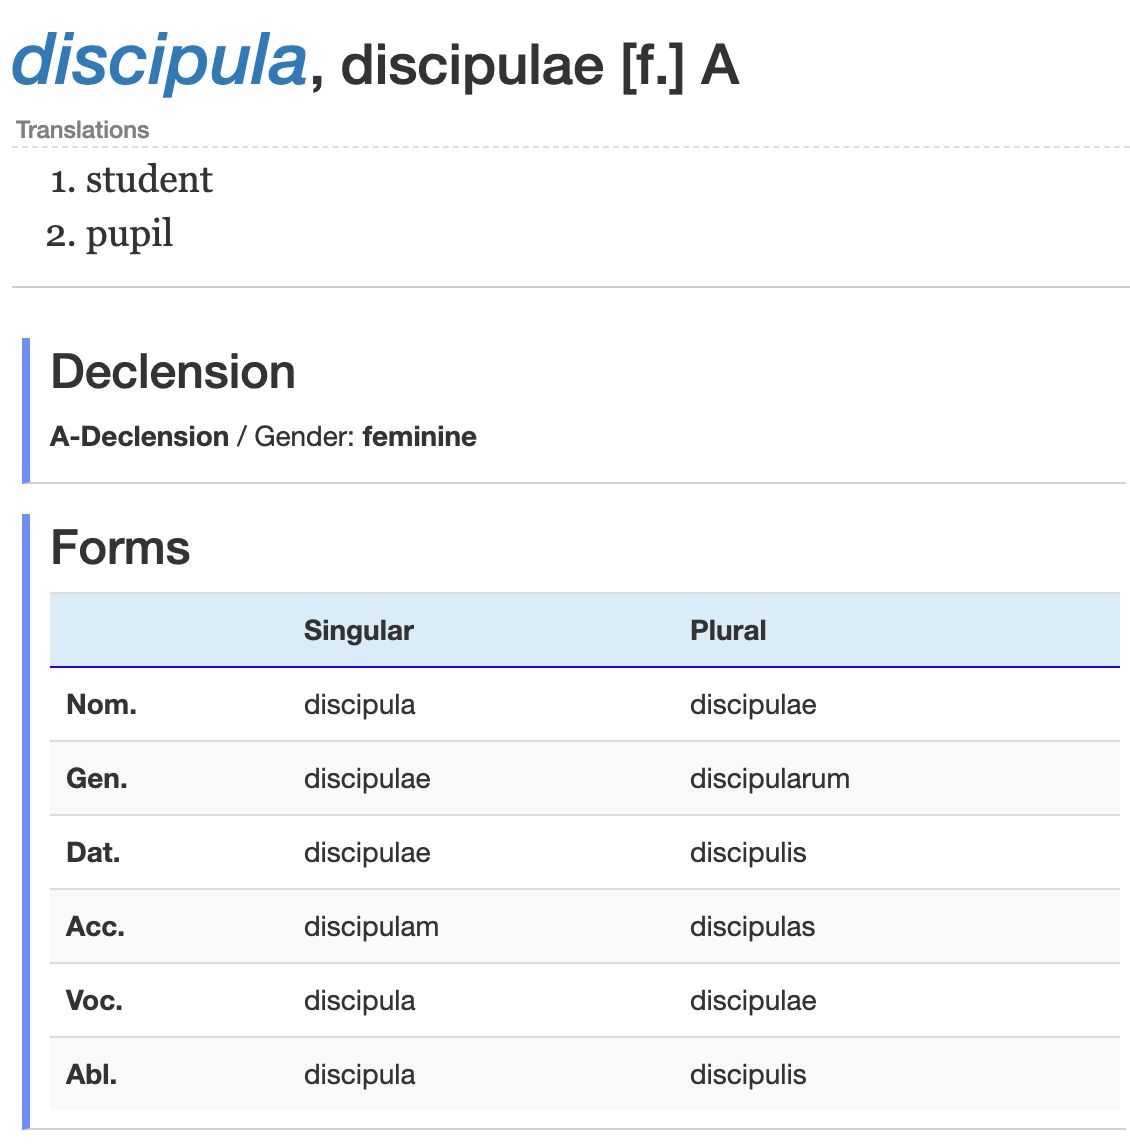 discipula, discipulae [f.] A
Translations
1. student
2. pupil
Declension
A-Declension / Gender: feminine
Forms
Singular Plural
Nom. discipula discipulae
Gen. discipulae discipularum
Dat. discipulae discipulis
Acc. discipulam discipulas
Voc. discipula discipulae
Abl. discipula discipulis